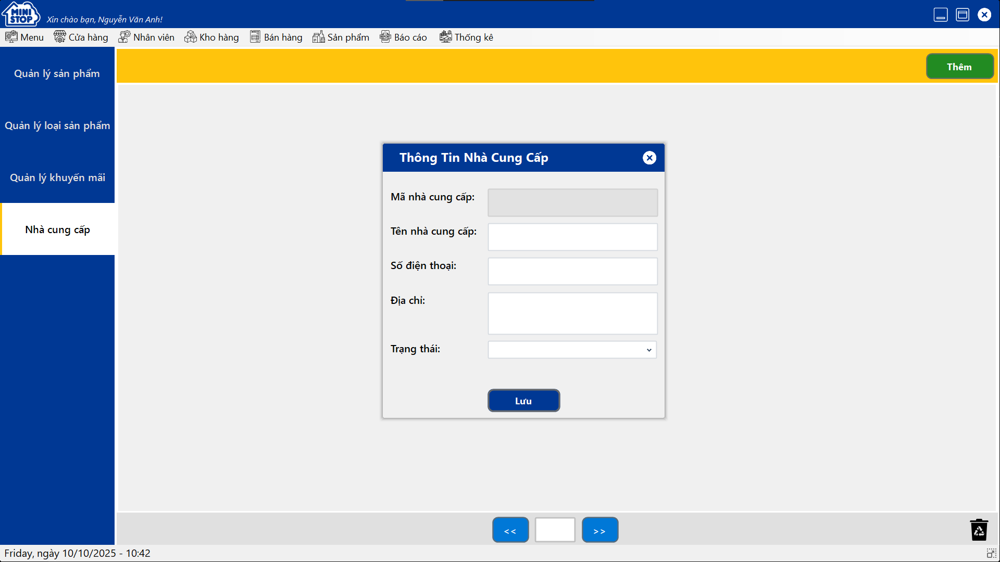 MINI
STOP
Xin chào bạn, Nguyễn Văn Anh!
Menu Cửa hàng Nhân viên Kho hàng Bán hàng Sản phẩm Báo cáo Thống kê
Thêm
Quản lý sản phẩm
Quản lý loại sản phẩm
Quản lý khuyến mãi
Nhà cung cấp
Thông Tin Nhà Cung Cấp
Mã nhà cung cấp:
Tên nhà cung cấp:
Số điện thoại:
Địa chỉ:
Trạng thái:
Lưu
<< >>
Friday, ngày 10/10/2025 - 10:42